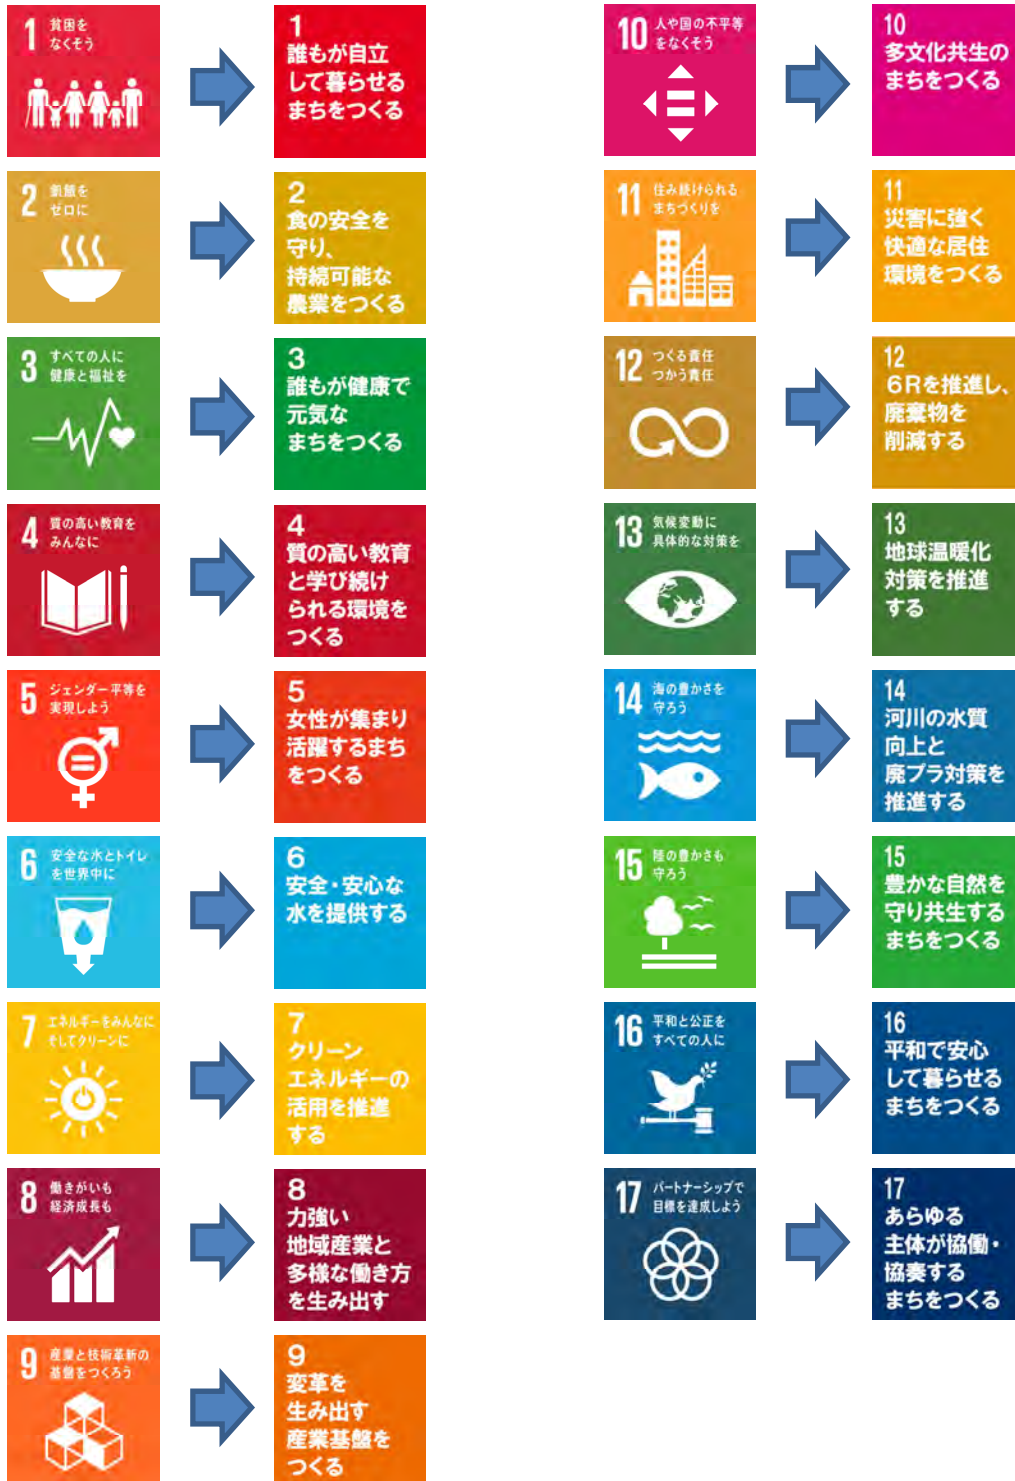 1 貧困を
なくそう
1
誰もが自立
して暮らせる
まちをつくる
2 飢餓を
ゼロに
2
食の安全を
守り、
持続可能な
農業をつくる
3 すべての人に
健康と福祉を
3
誰もが健康で
元気な
まちをつくる
4 質の高い教育を
みんなに
4
質の高い教育
と学び続け
られる環境を
つくる
5 ジェンダー平等を
実現しよう
5
女性が集まり
活躍するまち
をつくる
6 安全な水とトイレ
を世界中に
6
安全・安心な
水を提供する
7 エネルギーをみんなに
そしてクリーンに
7
クリーン
エネルギーの
活用を推進
する
8 働きがいも
経済成長も
8
力強い
地域産業と
多様な働き方
を生み出す
9 産業と技術革新の
基盤をつくろう
9
変革を
生み出す
産業基盤を
つくる
10 人や国の不平等
をなくそう
10
多文化共生の
まちをつくる
11 住み続けられる
まちづくりを
11
災害に強く
快適な居住
環境をつくる
12 つくる責任
つかう責任
12
6Rを推進し、
廃棄物を
削減する
13 気候変動に
具体的な対策を
13
地球温暖化
対策を推進
する
14 海の豊かさを
守ろう
14
河川の水質
向上と
廃プラ対策を
推進する
15 陸の豊かさも
守ろう
15
豊かな自然を
守り共生する
まちをつくる
16 平和と公正を
すべての人に
16
平和で安心
して暮らせる
まちをつくる
17 パートナーシップで
目標を達成しよう
17
あらゆる
主体が協働・
協奏する
まちをつくる